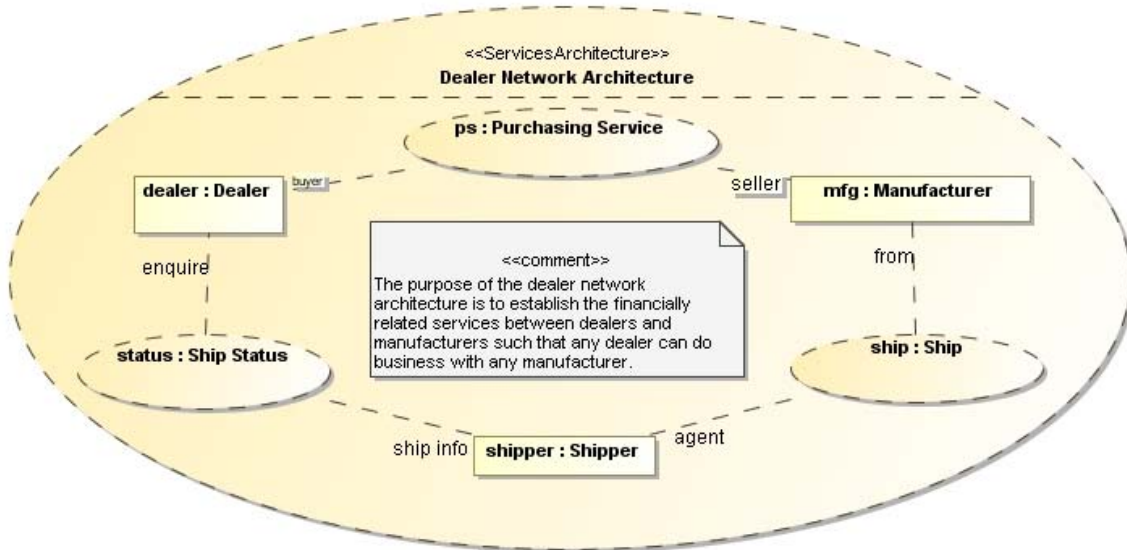 <<ServicesArchitecture>>
Dealer Network Architecture
ps : Purchasing Service
dealer : Dealer
buyer
seller
mfg : Manufacturer
enquire
from
<<comment>>
The purpose of the dealer network
architecture is to establish the financially
related services between dealers and
manufacturers such that any dealer can do
business with any manufacturer.
status : Ship Status
ship : Ship
ship info
shipper : Shipper
agent